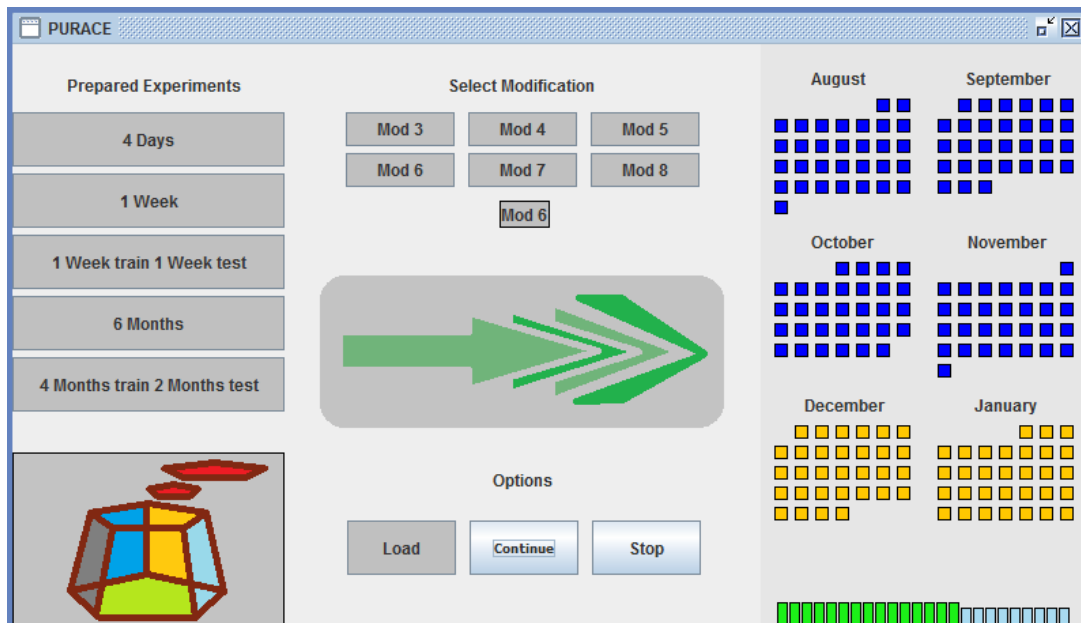 PURACE
Prepared Experiments
4 Days
1 Week
1 Week train 1 Week test
6 Months
4 Months train 2 Months test
Select Modification
Mod 3 Mod 4 Mod 5
Mod 6 Mod 7 Mod 8
Mod 6
Options
Load Continue Stop
August September
October November
December January